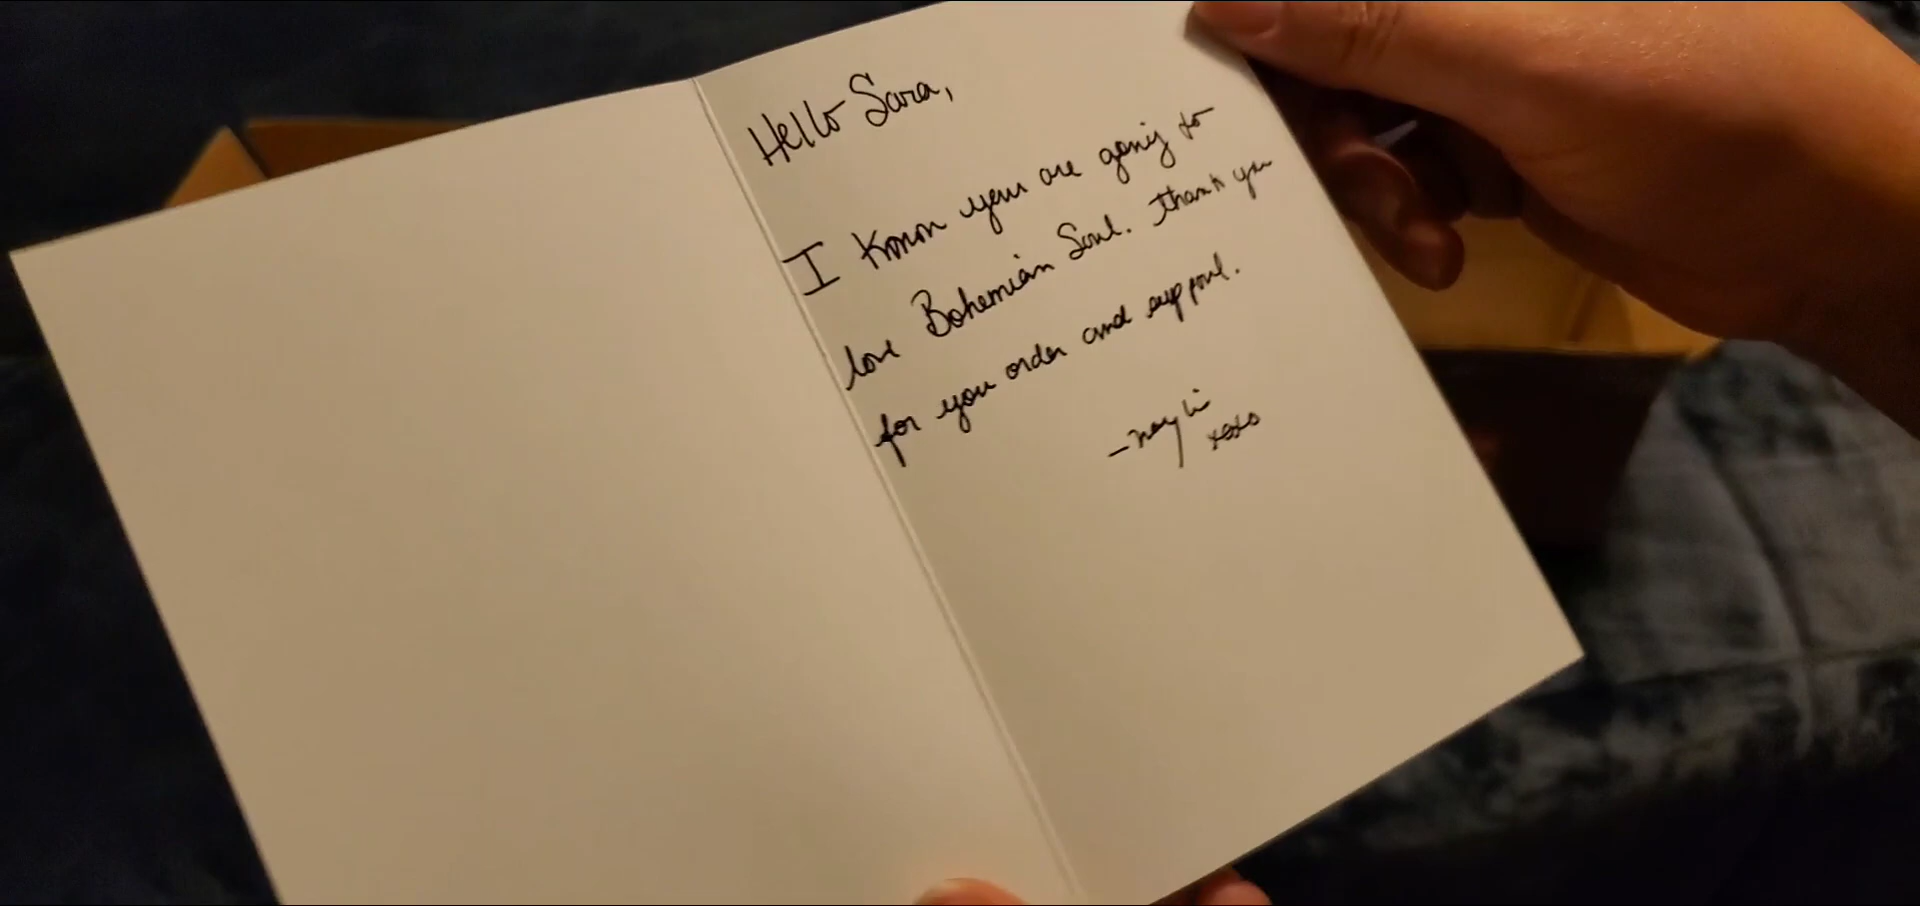 Hello Sara,
I know you are going to
love Bohemian Soul. Thank you
for you order and support.
xoxo